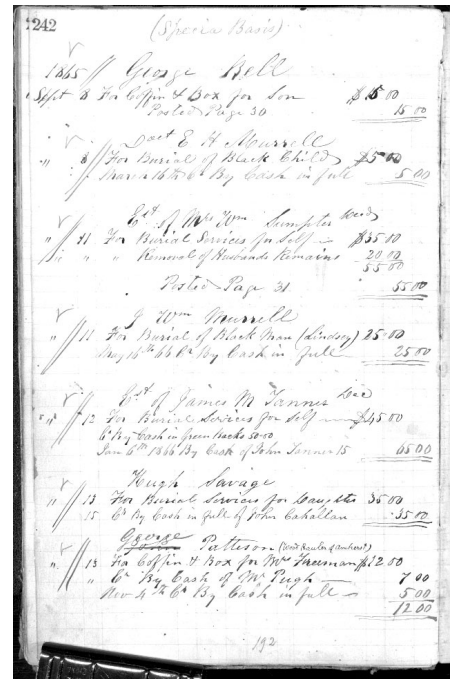 242
(Specie Basis)
1865 George Bell
Sept 8 For Coffin & Box for Son $15 00
Posted Page 30 15 00
Doct E H Murrell
" 8 For Burial of Black Child $5 00
March 16th Cr By Cash in full 5 00
Est of Mrs Wm Sumpter Decd
" 11 For Burial Services for Self $35 00
" " " Removal of Husbands Remains 20 00
55 00
Posted Page 31 55 00
J Wm Murrell
" 11 For Burial of Black Man (Lindsey) 25 00
May 16th 66 Cr By Cash in full 25 00
Est of James M Tanner Dec
" 12 For Burial Services for Self $45 00
Cr By Cash in Green Backs 50 00
Jan 6th 1866 By Cash of John Tanner 15 65 00
Hugh Savage
" 13 For Burial Services for Daughter 35 00
15 Cr By Cash in full of John Cahallan 35 00
George Patteson
" 13 For Coffin & Box for Mrs Freeman $12 00
" Cr By Cash of Mr Pugh 7 00
Nov 4th Cr By Cash in full 5 00
12 00
192